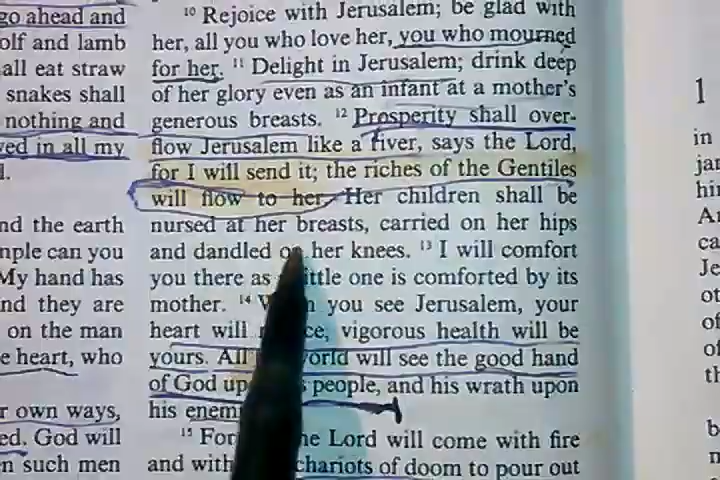 go ahead and
olf and lamb
all eat straw
snakes shall
nothing and
ved in all my
l.
nd the earth
mple can you
My hand has
nd they are
on the man
e heart, who
r own ways,
ed. God will
n such men
10 Rejoice with Jerusalem; be glad with
her, all you who love her, you who mourned
for her. 11 Delight in Jerusalem; drink deep
of her glory even as an infant at a mother's
generous breasts. 12 Prosperity shall over-
flow Jerusalem like a river, says the Lord,
for I will send it; the riches of the Gentiles
will flow to her. Her children shall be
nursed at her breasts, carried on her hips
and dandled on her knees. 13 I will comfort
you there as little one is comforted by its
mother. 14 you see Jerusalem, your
heart will vigorous health will be
yours. All world will see the good hand
of God people, and his wrath upon
his
15 For the Lord will come with fire
and with chariots of doom to pour out
1
in
jar
hin
Ar
ca
Je
ot
of
of
th
b
n